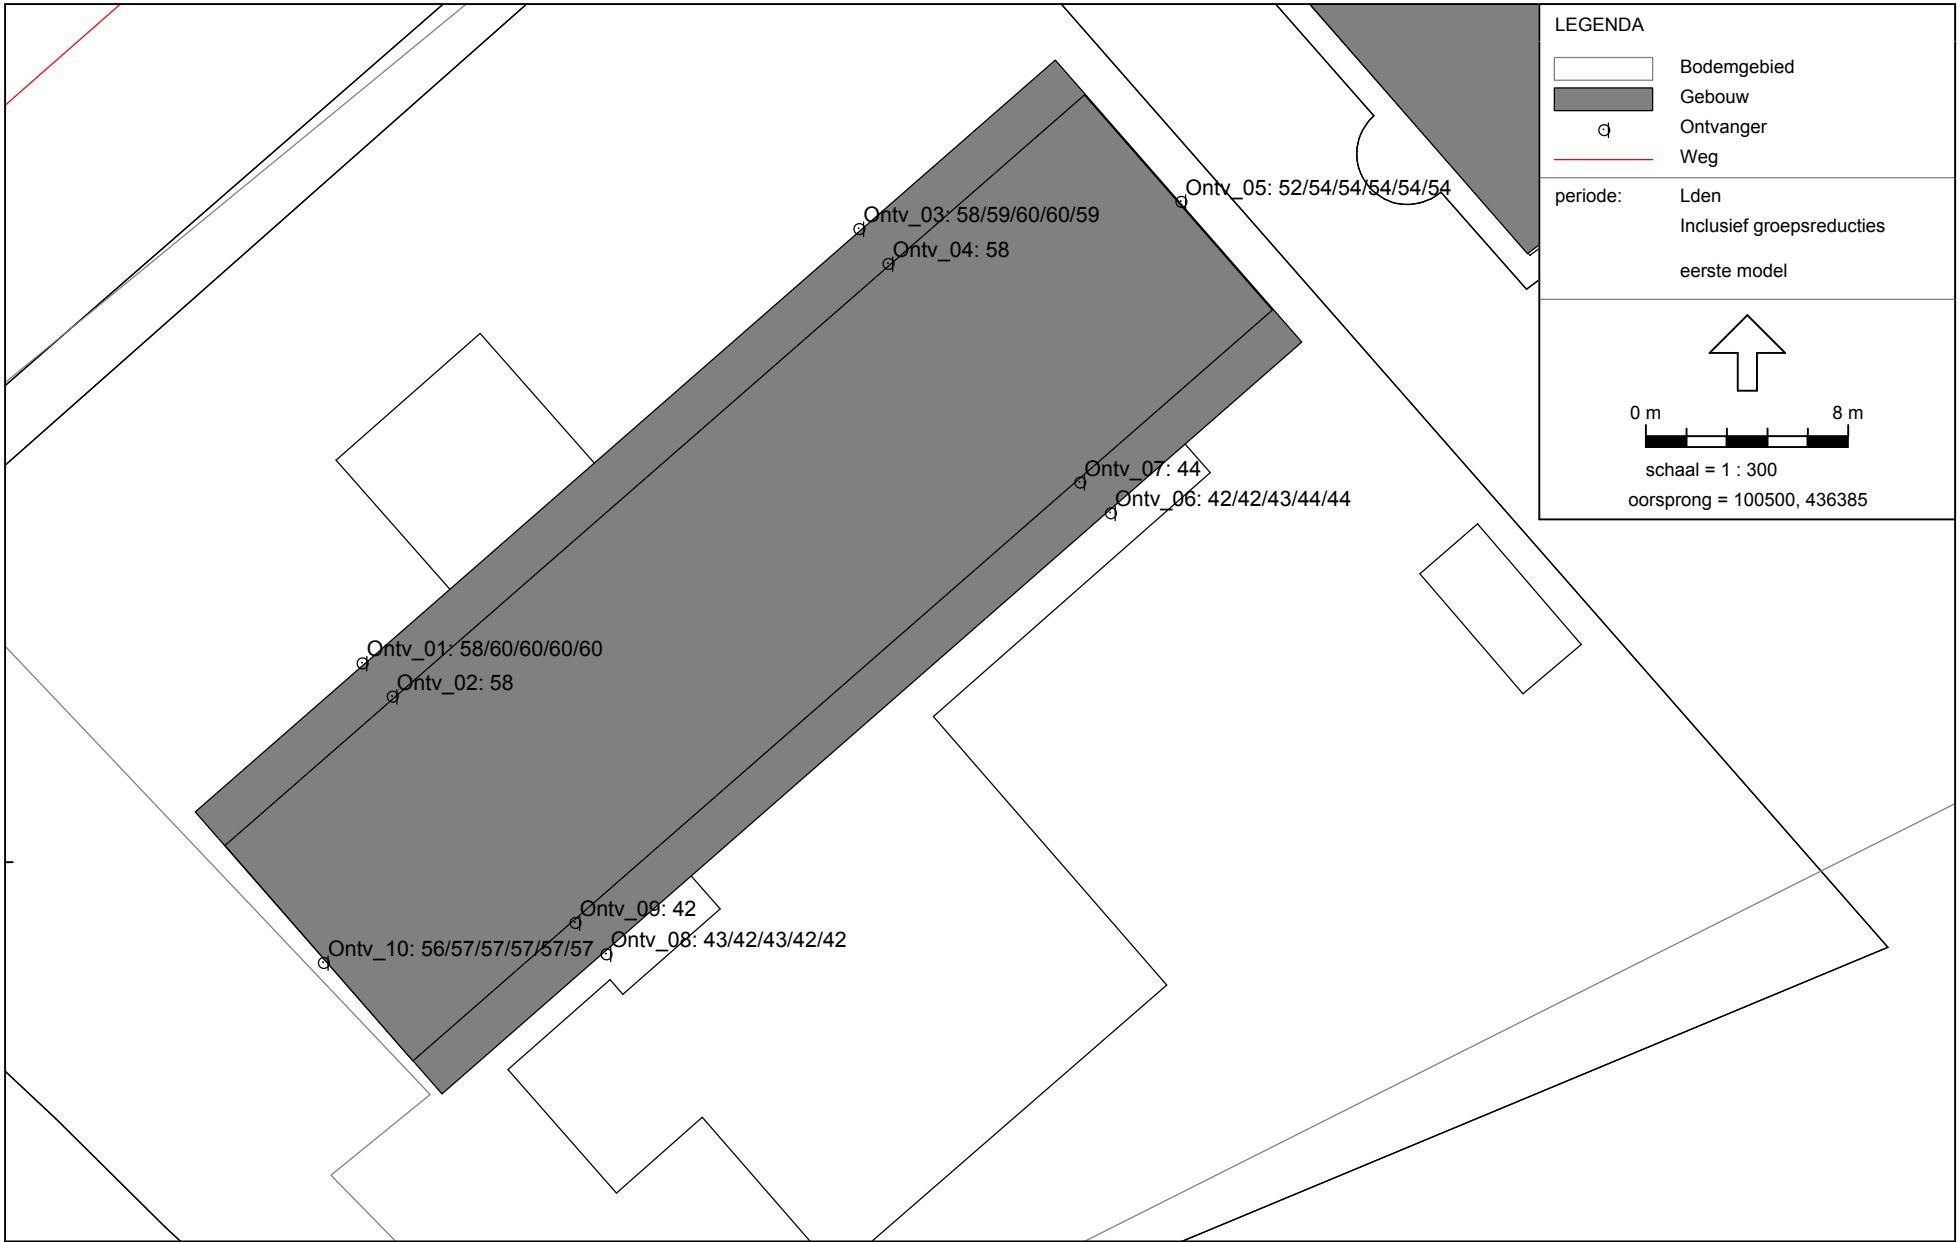 LEGENDA
Bodemgebied
Gebouw
Ontvanger
Weg
periode: Lden
Inclusief groepsreducties
eerste model
0 m 8 m
schaal = 1 : 300
oorsprong = 100500, 436385
Ontv_05: 52/54/54/54/54/54
Ontv_03: 58/59/60/60/59
Ontv_04: 58
Ontv_07: 44
Ontv_06: 42/42/43/44/44
Ontv_01: 58/60/60/60/60
Ontv_02: 58
Ontv_09: 42
Ontv_08: 43/42/43/42/42
Ontv_10: 56/57/57/57/57/57